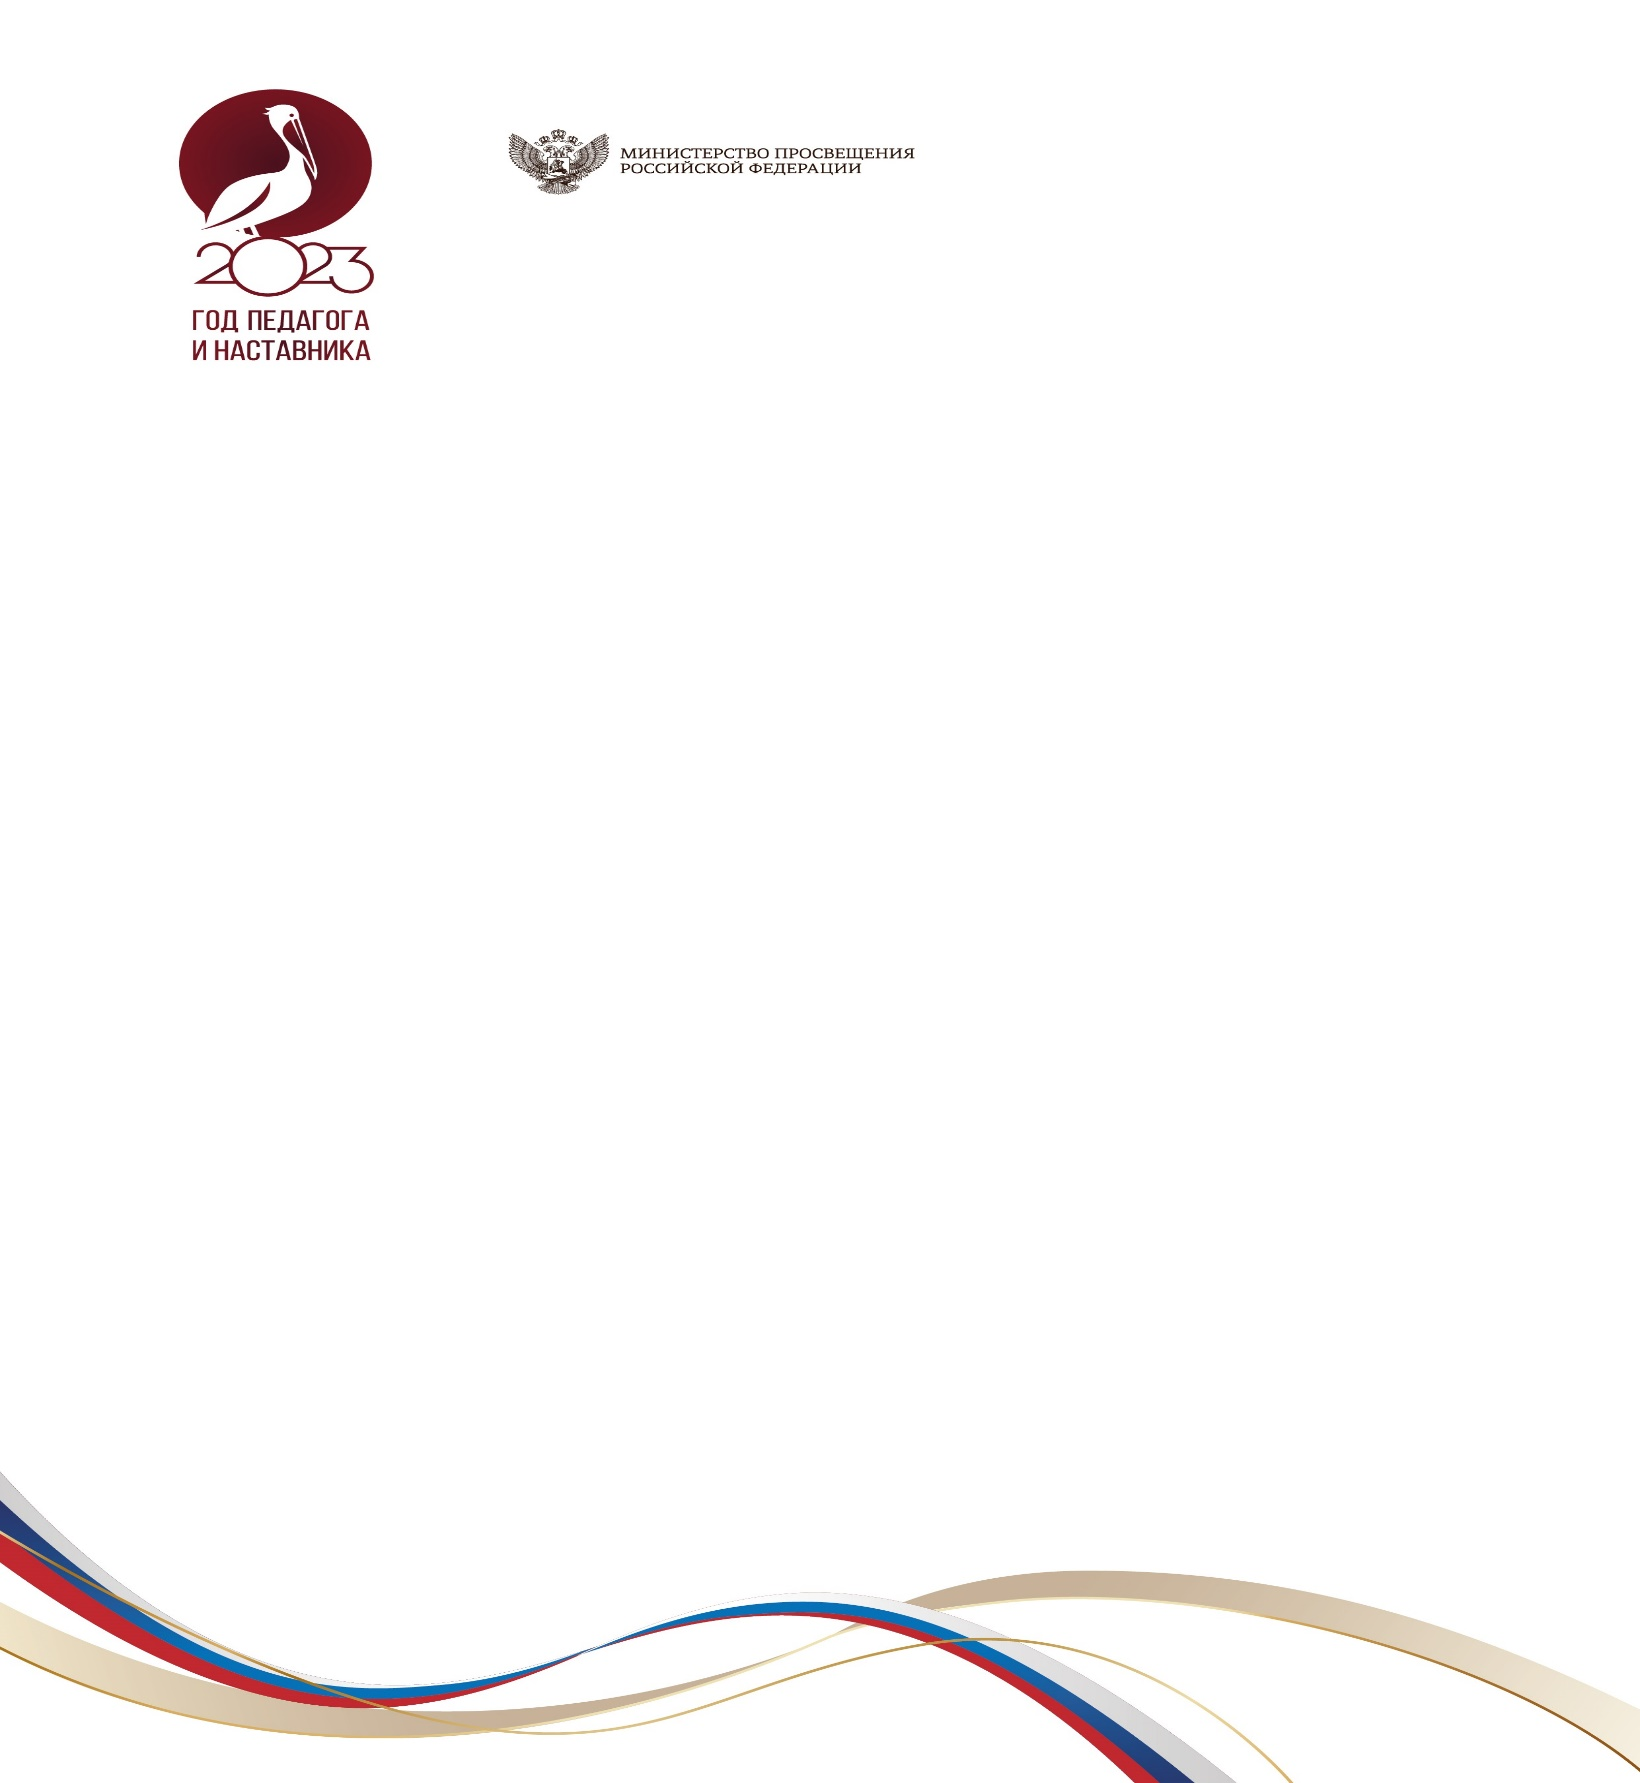 МИНИСТЕРСТВО ПРОСВЕЩЕНИЯ
РОССИЙСКОЙ ФЕДЕРАЦИИ
2023
ГОД ПЕДАГОГА
И НАСТАВНИКА